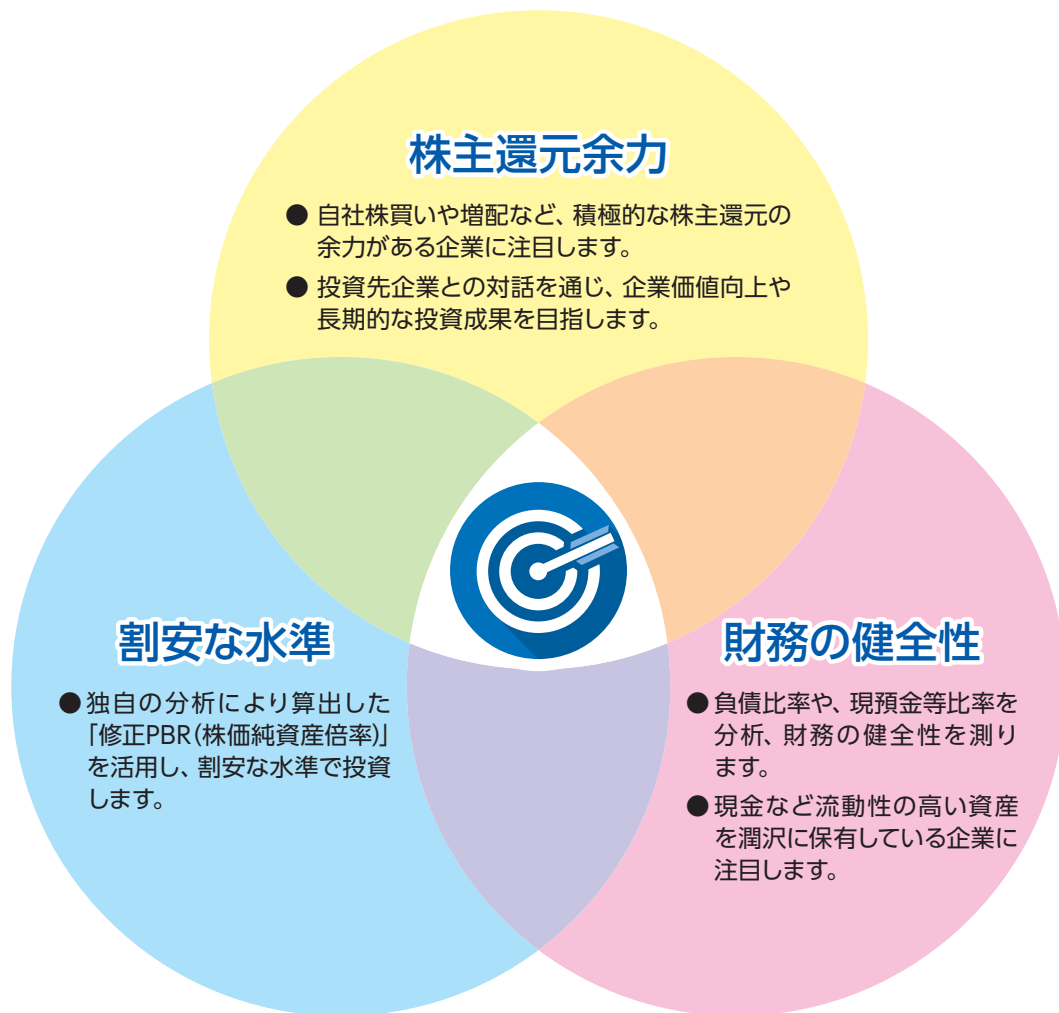 株主還元余力
● 自社株買いや増配など、積極的な株主還元の
余力がある企業に注目します。
● 投資先企業との対話を通じ、企業価値向上や
長期的な投資成果を目指します。
割安な水準
● 独自の分析により算出した
「修正PBR(株価純資産倍率)」
を活用し、割安な水準で投資
します。
財務の健全性
● 負債比率や、現預金等比率を
分析、財務の健全性を測り
ます。
● 現金など流動性の高い資産
を潤沢に保有している企業に
注目します。